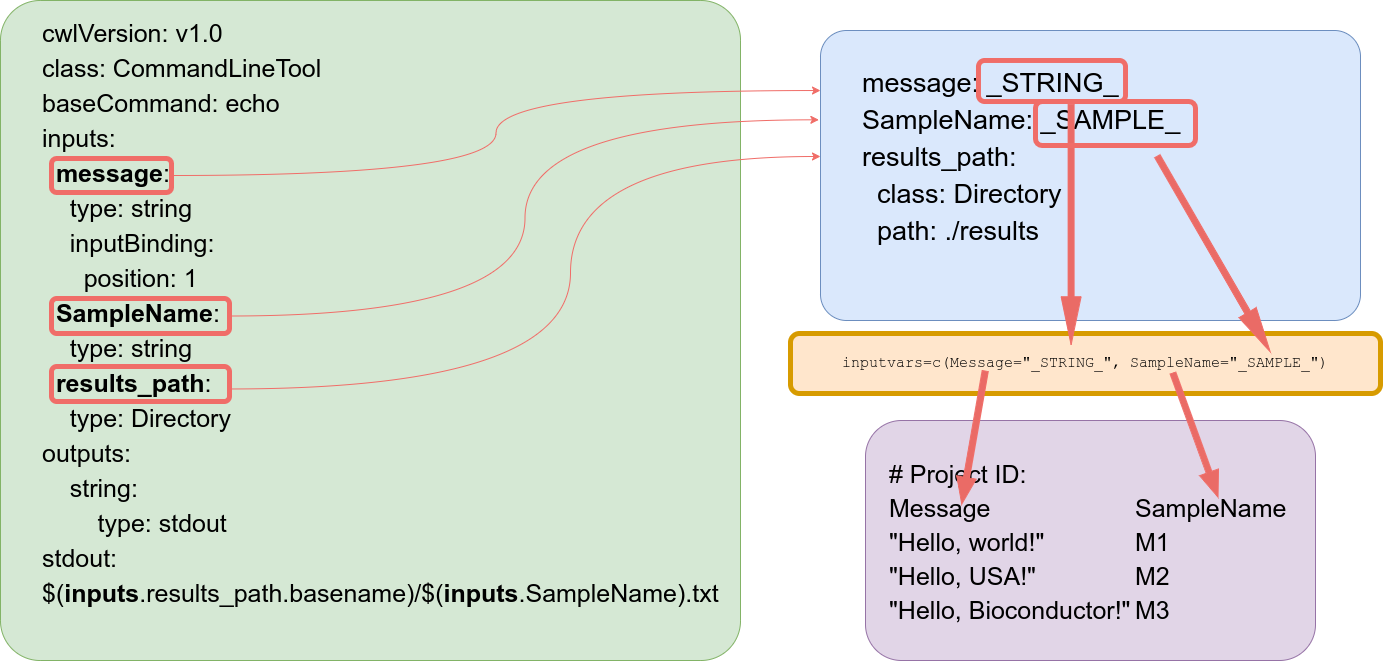 cwlVersion: v1.0
class: CommandLineTool
baseCommand: echo
inputs:
message:
type: string
inputBinding:
position: 1
SampleName:
type: string
results_path:
type: Directory
outputs:
string:
type: stdout
stdout:
$(inputs.results_path.basename)/$(inputs.SampleName).txt
message: _STRING_
SampleName: _SAMPLE_
results_path:
class: Directory
path: ./results
inputvars=c(Message="_STRING_", SampleName="_SAMPLE_")
# Project ID:
Message SampleName
"Hello, world!" M1
"Hello, USA!" M2
"Hello, Bioconductor!" M3